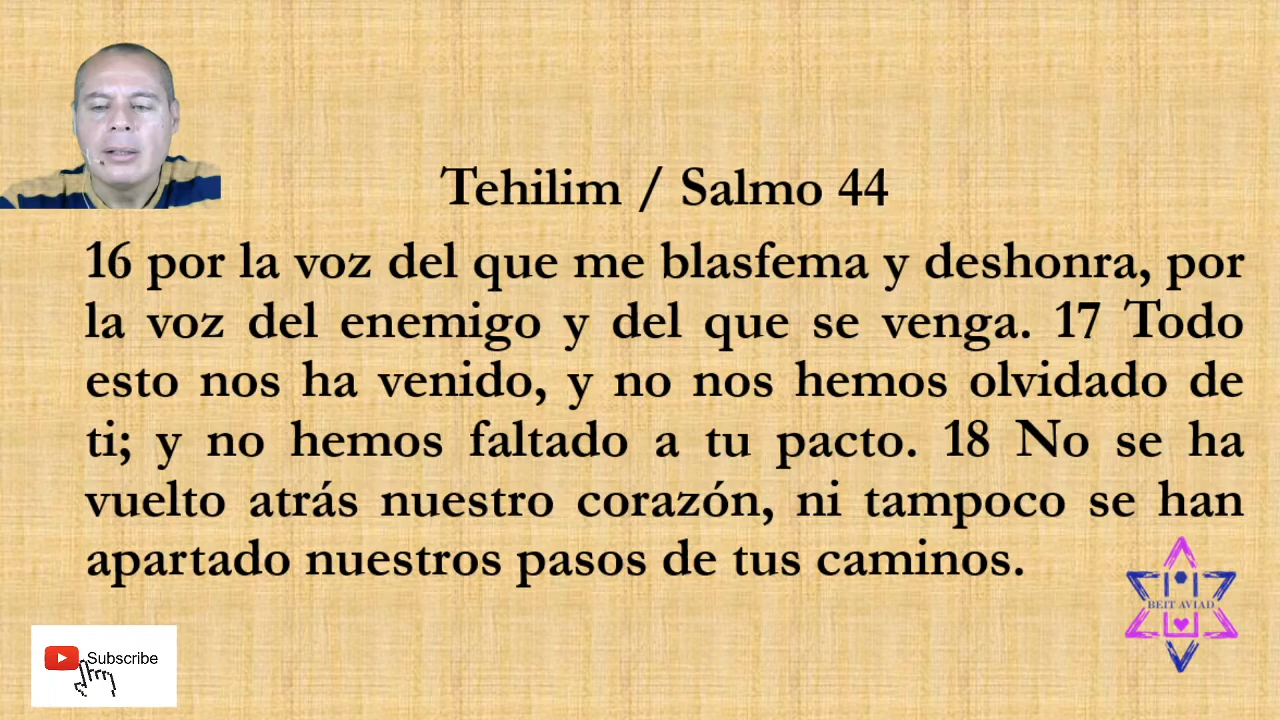 Tehilim / Salmo 44
16 por la voz del que me blasfema y deshonra, por
la voz del enemigo y del que se venga. 17 Todo
esto nos ha venido, y no nos hemos olvidado de
ti; y no hemos faltado a tu pacto. 18 No se ha
vuelto atrás nuestro corazón, ni tampoco se han
apartado nuestros pasos de tus caminos.
BEIT AVIAD
Subscribe